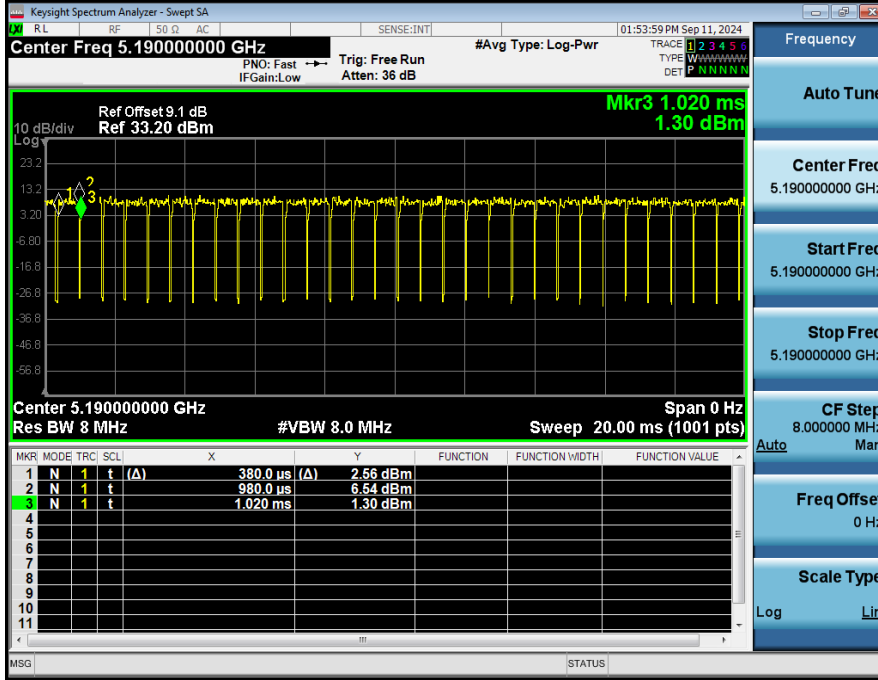 Keysight Spectrum Analyzer - Swept SA
LXI RL RF 50 Ω AC SENSE:INT 01:53:59 PM Sep 11, 2024
Center Freq 5.190000000 GHz
PNO: Fast
IFGain:Low
Trig: Free Run
Atten: 36 dB
#Avg Type: Log-Pwr
TRACE 1 2 3 4 5 6
TYPE WWWWWW
DET P N N N N N
Mkr3 1.020 ms
1.30 dBm
Ref Offset 9.1 dB
10 dB/div Ref 33.20 dBm
Log
23.2
13.2
3.20
-6.80
-16.8
-26.8
-36.8
-46.8
-56.8
1
2
3
Center 5.190000000 GHz Span 0 Hz
Res BW 8 MHz #VBW 8.0 MHz Sweep 20.00 ms (1001 pts)
MKR MODE TRC SCL X Y FUNCTION FUNCTION WIDTH FUNCTION VALUE
1 N 1 t (Δ) 380.0 µs (Δ) 2.56 dBm
2 N 1 t 980.0 µs 6.54 dBm
3 N 1 t 1.020 ms 1.30 dBm
4
5
6
7
8
9
10
11
MSG STATUS
Frequency
Auto Tune
Center Freq
5.190000000 GHz
Start Freq
5.190000000 GHz
Stop Freq
5.190000000 GHz
CF Step
8.000000 MHz
Auto Man
Freq Offset
0 Hz
Scale Type
Log Lin